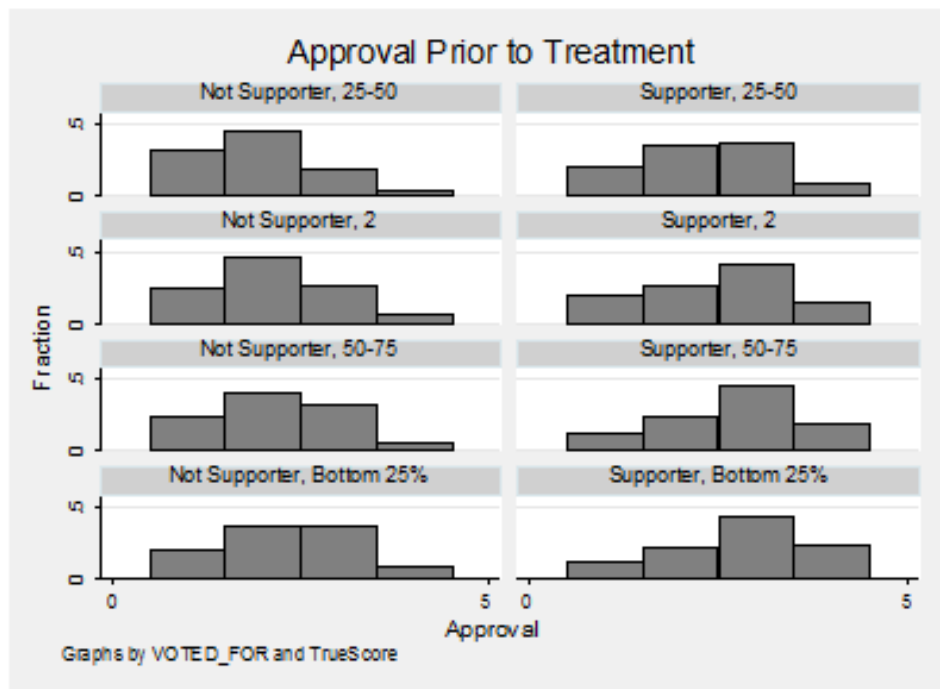 Approval Prior to Treatment
Not Supporter, 25-50
Supporter, 25-50
.5
0
Not Supporter, 2
Supporter, 2
.5
0
Not Supporter, 50-75
Supporter, 50-75
.5
0
Not Supporter, Bottom 25%
Supporter, Bottom 25%
.5
0
Fraction
0
5
0
5
Approval
Graphs by VOTED_FOR and TrueScore